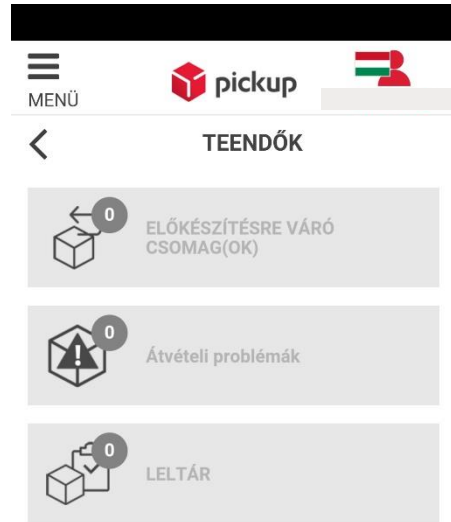 MENÜ
pickup
TEENDŐK
0
ELŐKÉSZÍTÉSRE VÁRÓ
CSOMAG(OK)
0
Átvételi problémák
0
LELTÁR